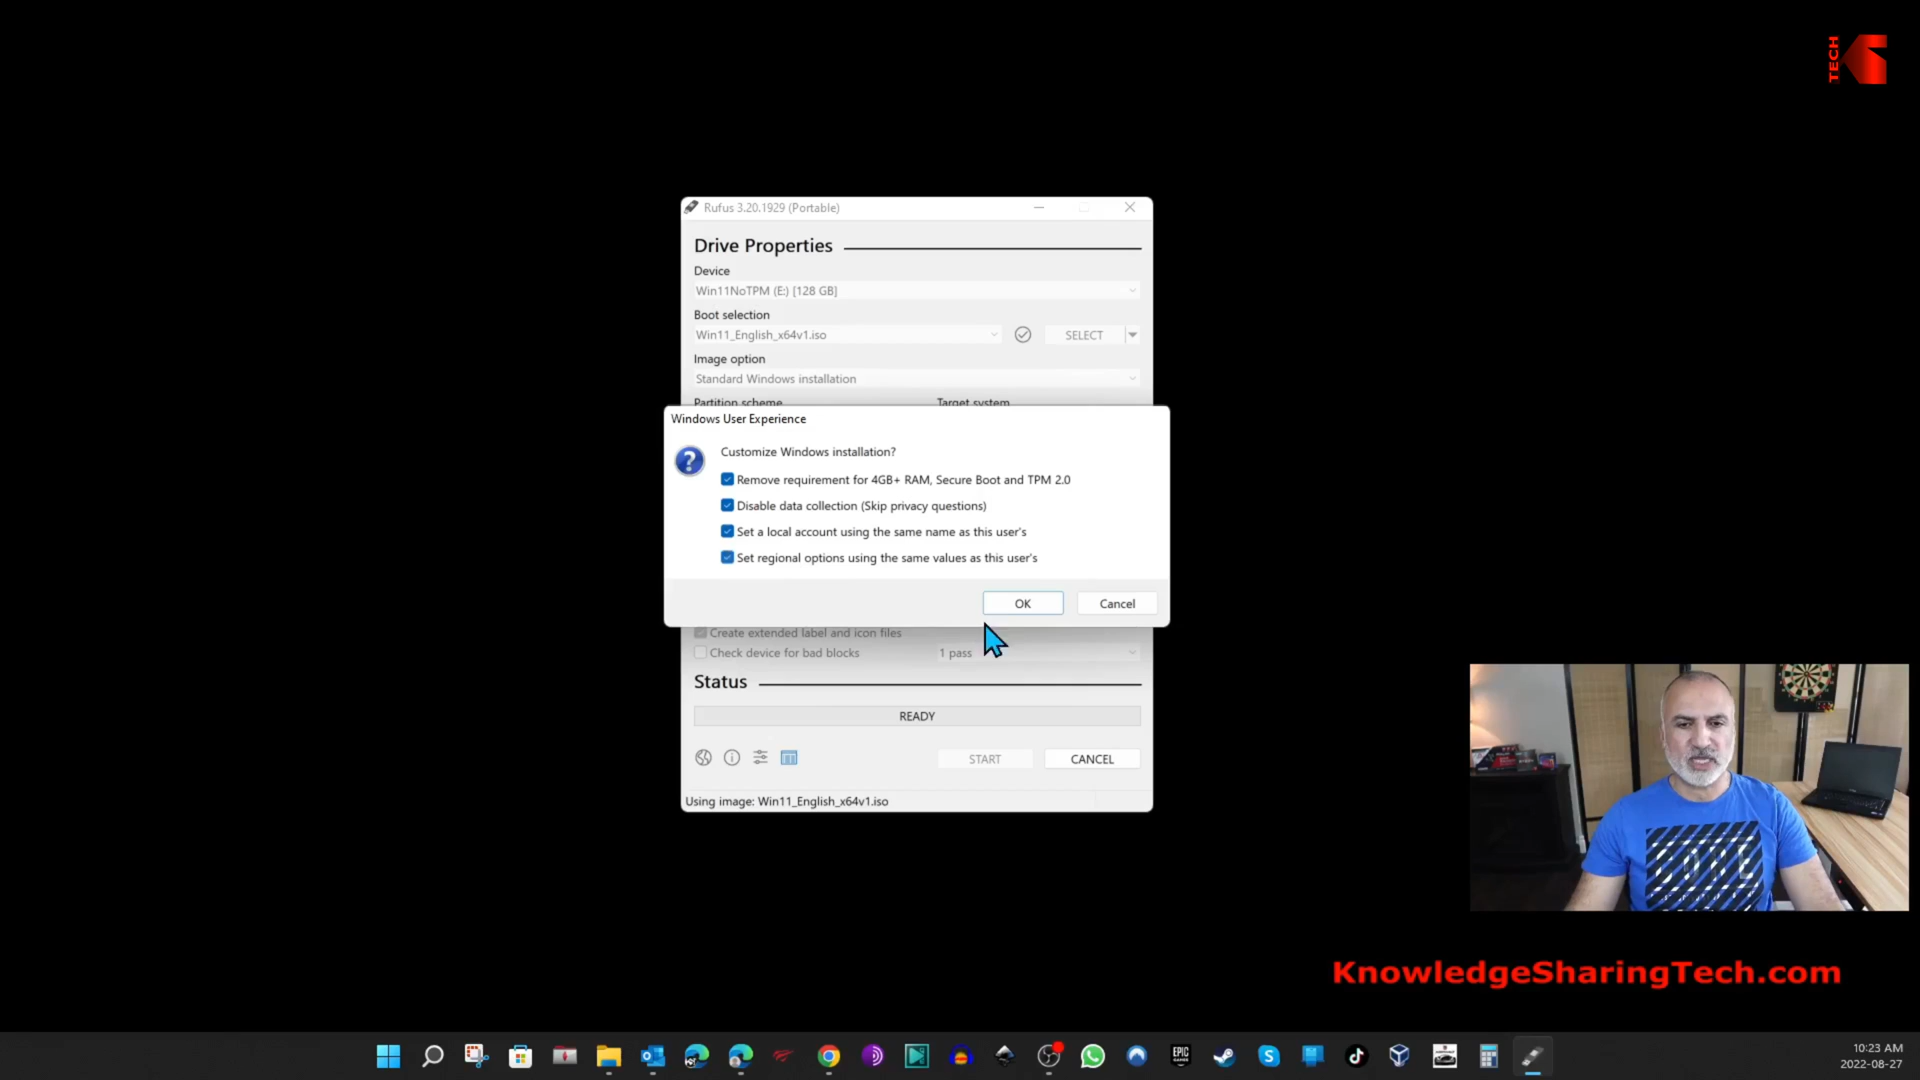 TECH
Rufus 3.20.1929 (Portable)
Drive Properties
Device
Win11NoTPM (E:) [128 GB]
Boot selection
Win11_English_x64v1.iso
SELECT
Image option
Standard Windows installation
Partition scheme
Target system
Windows User Experience
Customize Windows installation?
Remove requirement for 4GB+ RAM, Secure Boot and TPM 2.0
Disable data collection (Skip privacy questions)
Set a local account using the same name as this user's
Set regional options using the same values as this user's
OK
Cancel
Create extended label and icon files
Check device for bad blocks
1 pass
Status
READY
START
CANCEL
Using image: Win11_English_x64v1.iso
KnowledgeSharingTech.com
EPIC
10:23 AM
2022-08-27